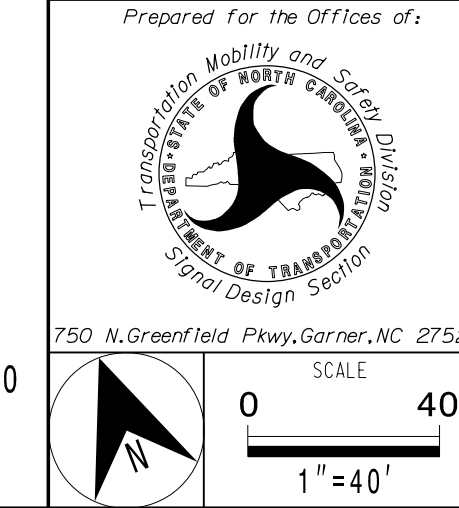 Prepared for the Offices of:
Transportation Mobility and Safety Division
STATE OF NORTH CAROLINA
DEPARTMENT OF TRANSPORTATION
Signal Design Section
750 N.Greenfield Pkwy,Garner,NC 2752
0
N
SCALE
0 40
1"=40'